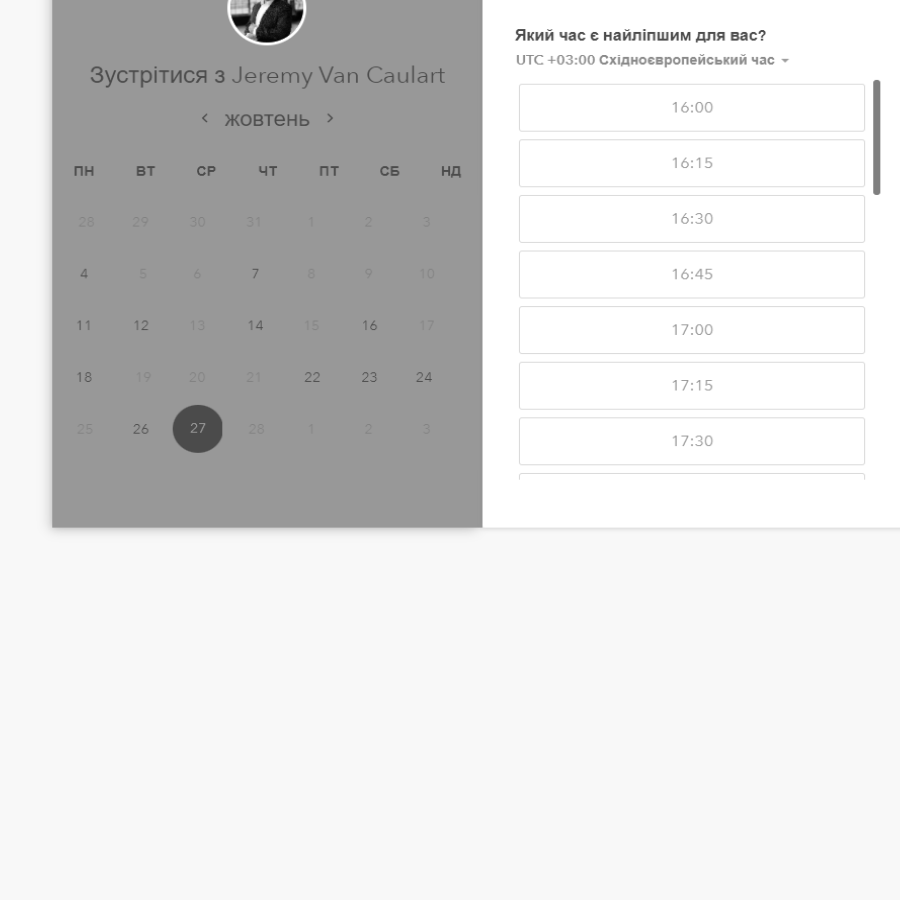 Зустрітися з Jeremy Van Caulart
жовтень
ПН ВТ СР ЧТ ПТ СБ НД
28 29 30 31 1 2 3
4 5 6 7 8 9 10
11 12 13 14 15 16 17
18 19 20 21 22 23 24
25 26 27 28 1 2 3
Який час є найліпшим для вас?
UTC +03:00 Східноєвропейський час
16:00
16:15
16:30
16:45
17:00
17:15
17:30